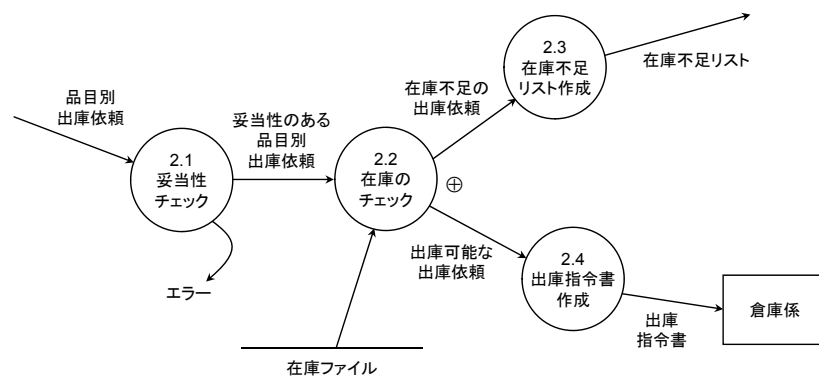 品目別
出庫依頼
2.1
妥当性
チェック
エラー
妥当性のある
品目別
出庫依頼
2.2
在庫の
チェック
⊕
在庫ファイル
在庫不足の
出庫依頼
2.3
在庫不足
リスト作成
在庫不足リスト
出庫可能な
出庫依頼
2.4
出庫指令書
作成
出庫
指令書
倉庫係